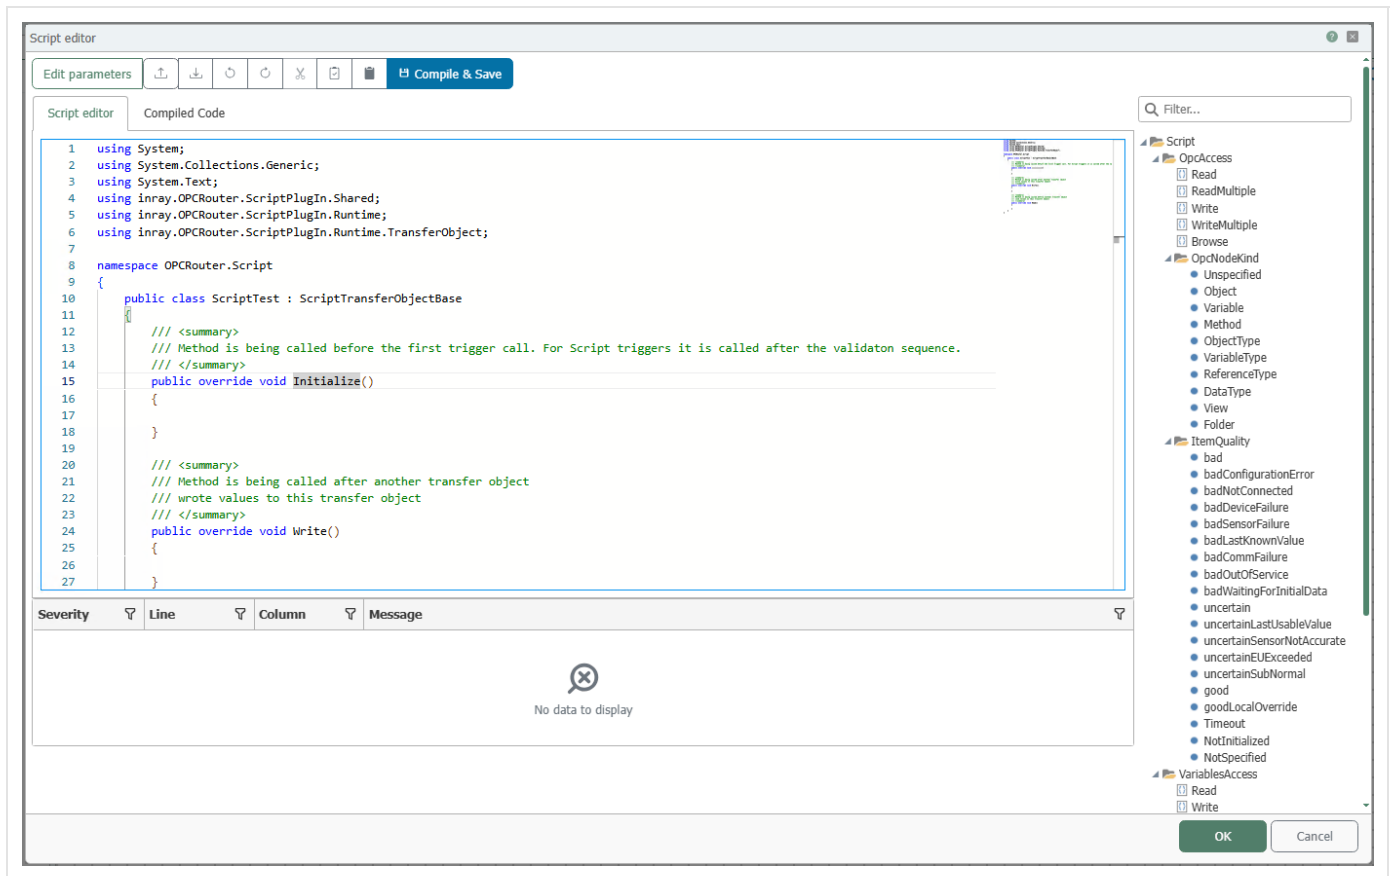 Script editor
Edit parameters
Compile & Save
Script editor
Compiled Code
1 using System;
2 using System.Collections.Generic;
3 using System.Text;
4 using inray.OPCRouter.ScriptPlugIn.Shared;
5 using inray.OPCRouter.ScriptPlugIn.Runtime;
6 using inray.OPCRouter.ScriptPlugIn.Runtime.TransferObject;
7
8 namespace OPCRouter.Script
9 {
10 public class ScriptTest : ScriptTransferObjectBase
11 {
12 /// <summary>
13 /// Method is being called before the first trigger call. For Script triggers it is called after the validaton sequence.
14 /// </summary>
15 public override void Initialize()
16 {
17
18 }
19
20 /// <summary>
21 /// Method is being called after another transfer object
22 /// wrote values to this transfer object
23 /// </summary>
24 public override void Write()
25 {
26
27 }
Severity Line Column Message
No data to display
Filter...
Script
OpcAccess
Read
ReadMultiple
Write
WriteMultiple
Browse
OpcNodeKind
Unspecified
Object
Variable
Method
ObjectType
VariableType
ReferenceType
DataType
View
Folder
ItemQuality
bad
badConfigurationError
badNotConnected
badDeviceFailure
badSensorFailure
badLastKnownValue
badCommFailure
badOutOfService
badWaitingForInitialData
uncertain
uncertainLastUsableValue
uncertainSensorNotAccurate
uncertainEUExceeded
uncertainSubNormal
good
goodLocalOverride
Timeout
NotInitialized
NotSpecified
VariablesAccess
Read
Write
OK
Cancel